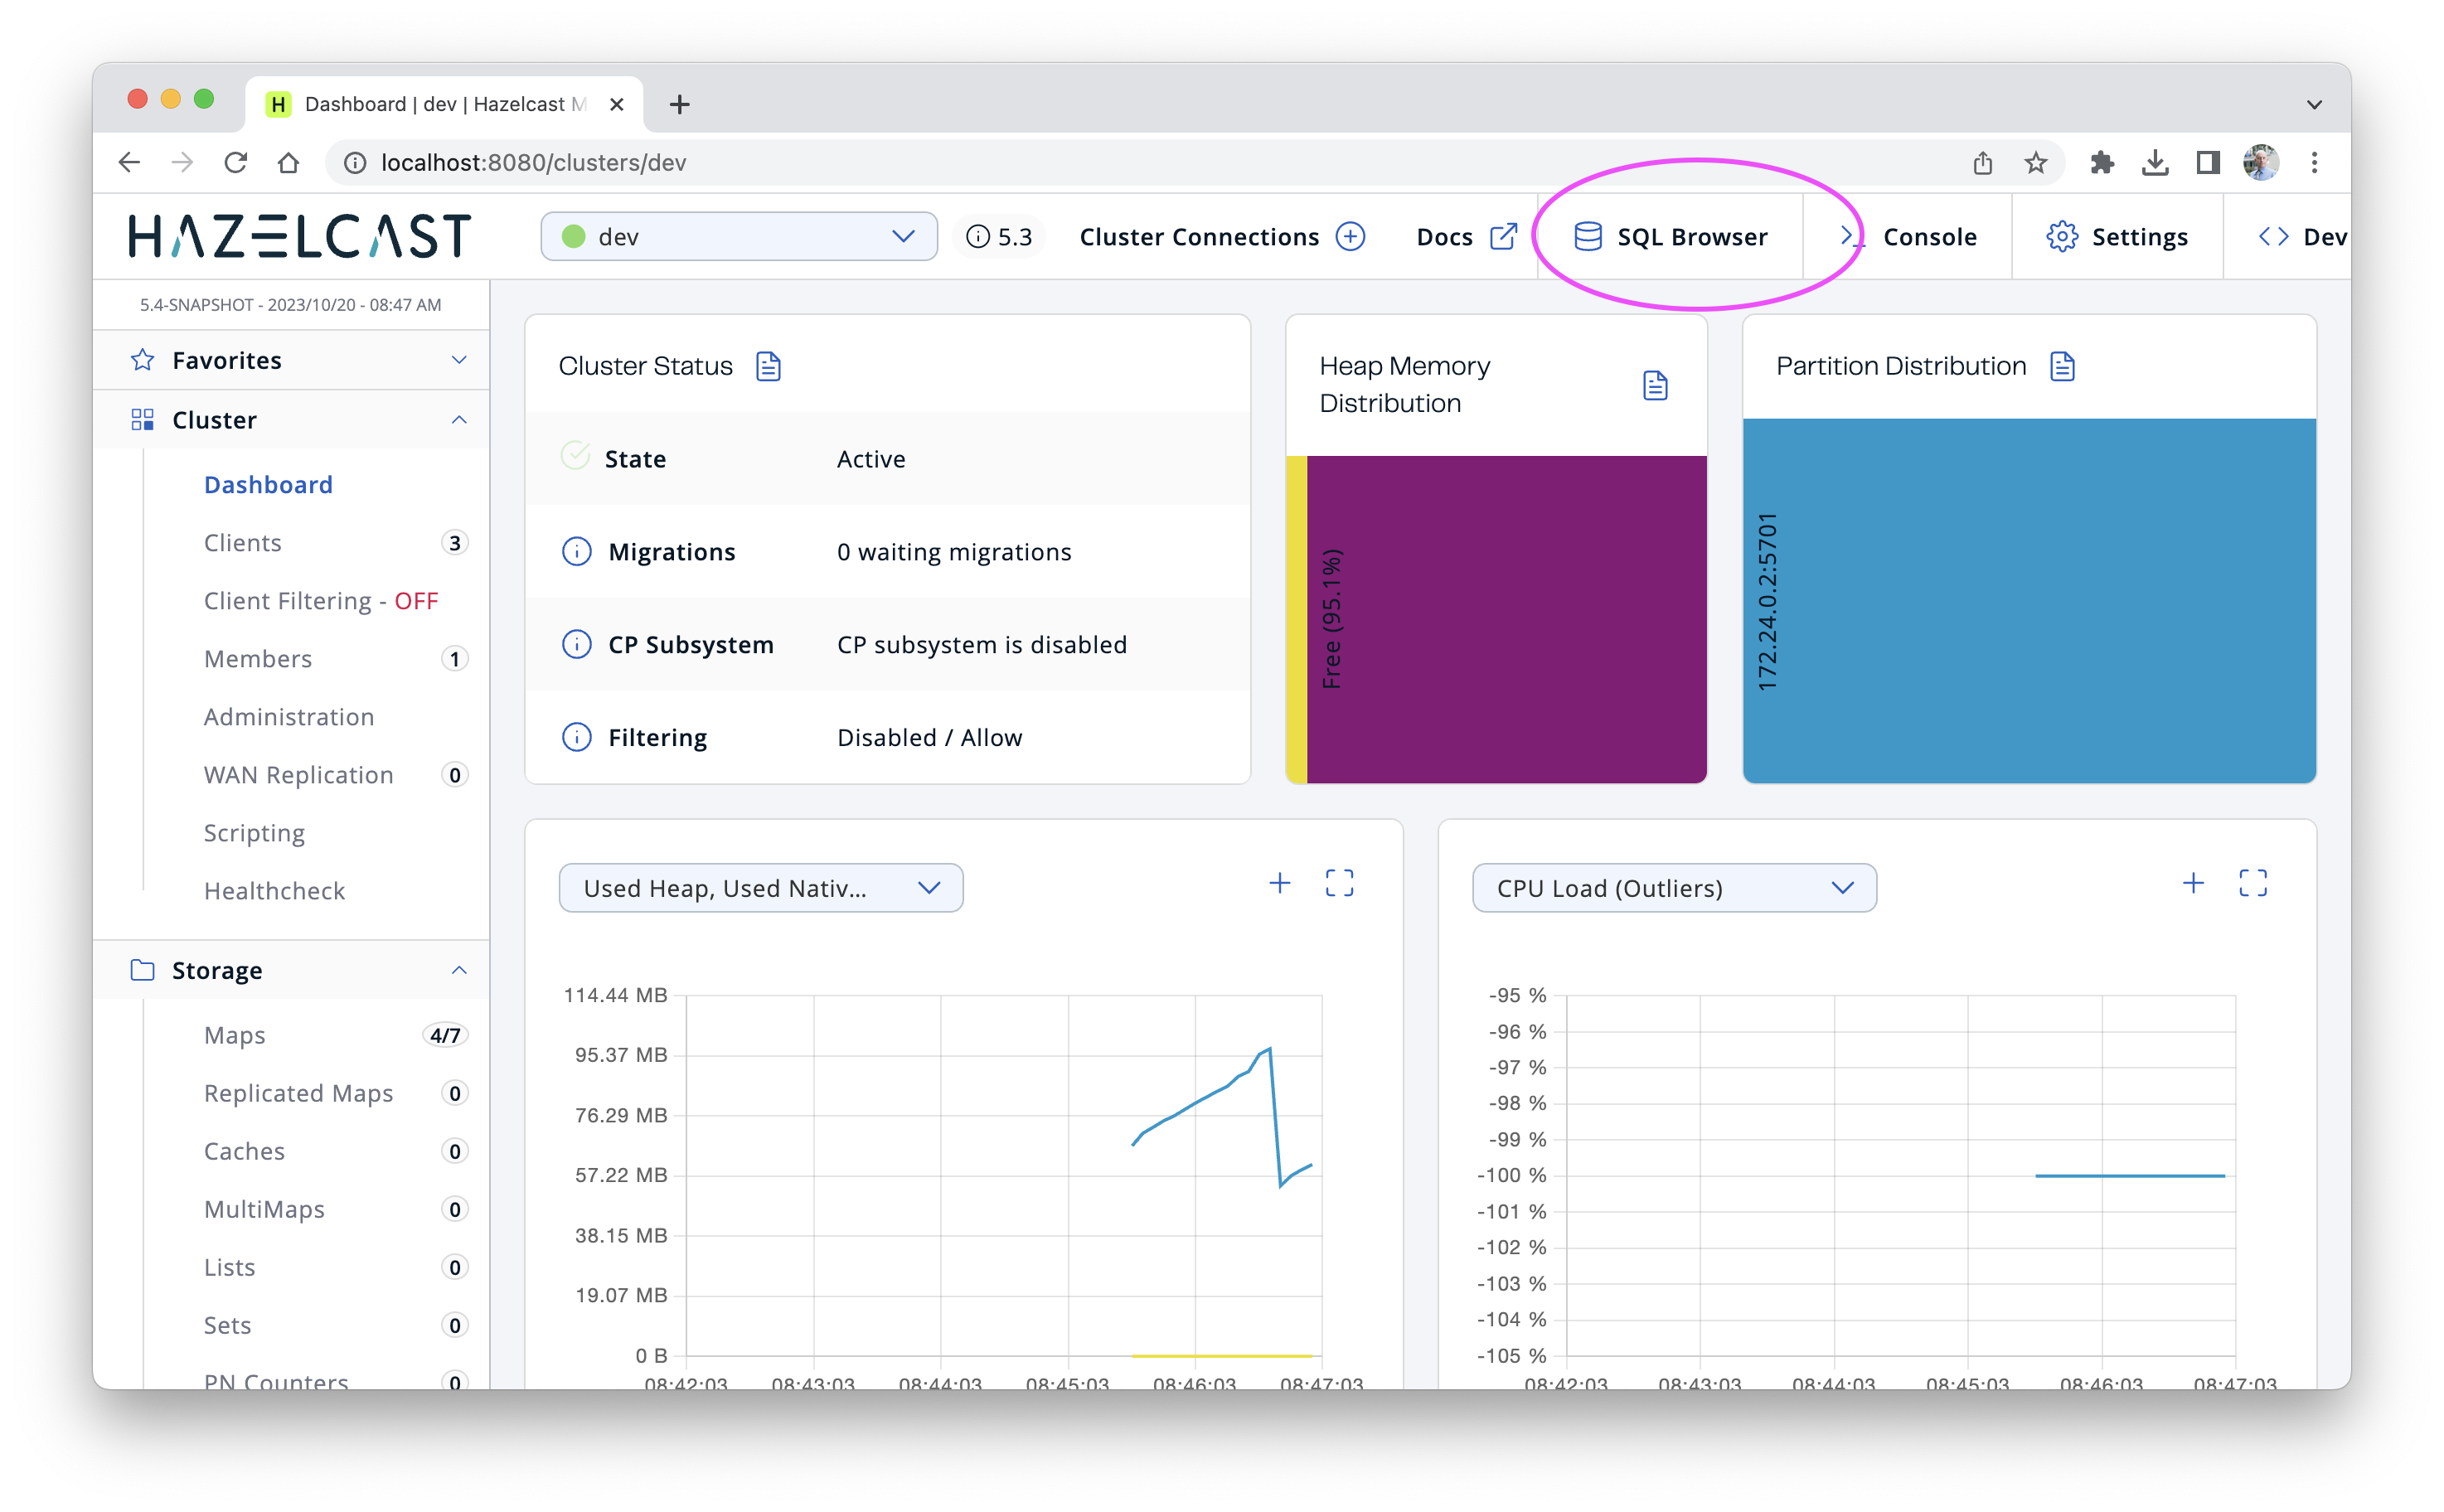 H Dashboard | dev | Hazelcast M
localhost:8080/clusters/dev
HAZELCAST
dev
5.3
Cluster Connections
Docs
SQL Browser
Console
Settings
Dev
5.4-SNAPSHOT - 2023/10/20 - 08:47 AM
Favorites
Cluster
Dashboard
Clients 3
Client Filtering - OFF
Members 1
Administration
WAN Replication 0
Scripting
Healthcheck
Storage
Maps 4/7
Replicated Maps 0
Caches 0
MultiMaps 0
Lists 0
Sets 0
PN Counters 0
Cluster Status
State Active
Migrations 0 waiting migrations
CP Subsystem CP subsystem is disabled
Filtering Disabled / Allow
Heap Memory
Distribution
Free (95.1%)
Partition Distribution
172.24.0.2:5701
Used Heap, Used Nativ...
114.44 MB
95.37 MB
76.29 MB
57.22 MB
38.15 MB
19.07 MB
0 B
08:42:03 08:43:03 08:44:03 08:45:03 08:46:03 08:47:03
CPU Load (Outliers)
-95 %
-96 %
-97 %
-98 %
-99 %
-100 %
-101 %
-102 %
-103 %
-104 %
-105 %
08:42:03 08:43:03 08:44:03 08:45:03 08:46:03 08:47:03